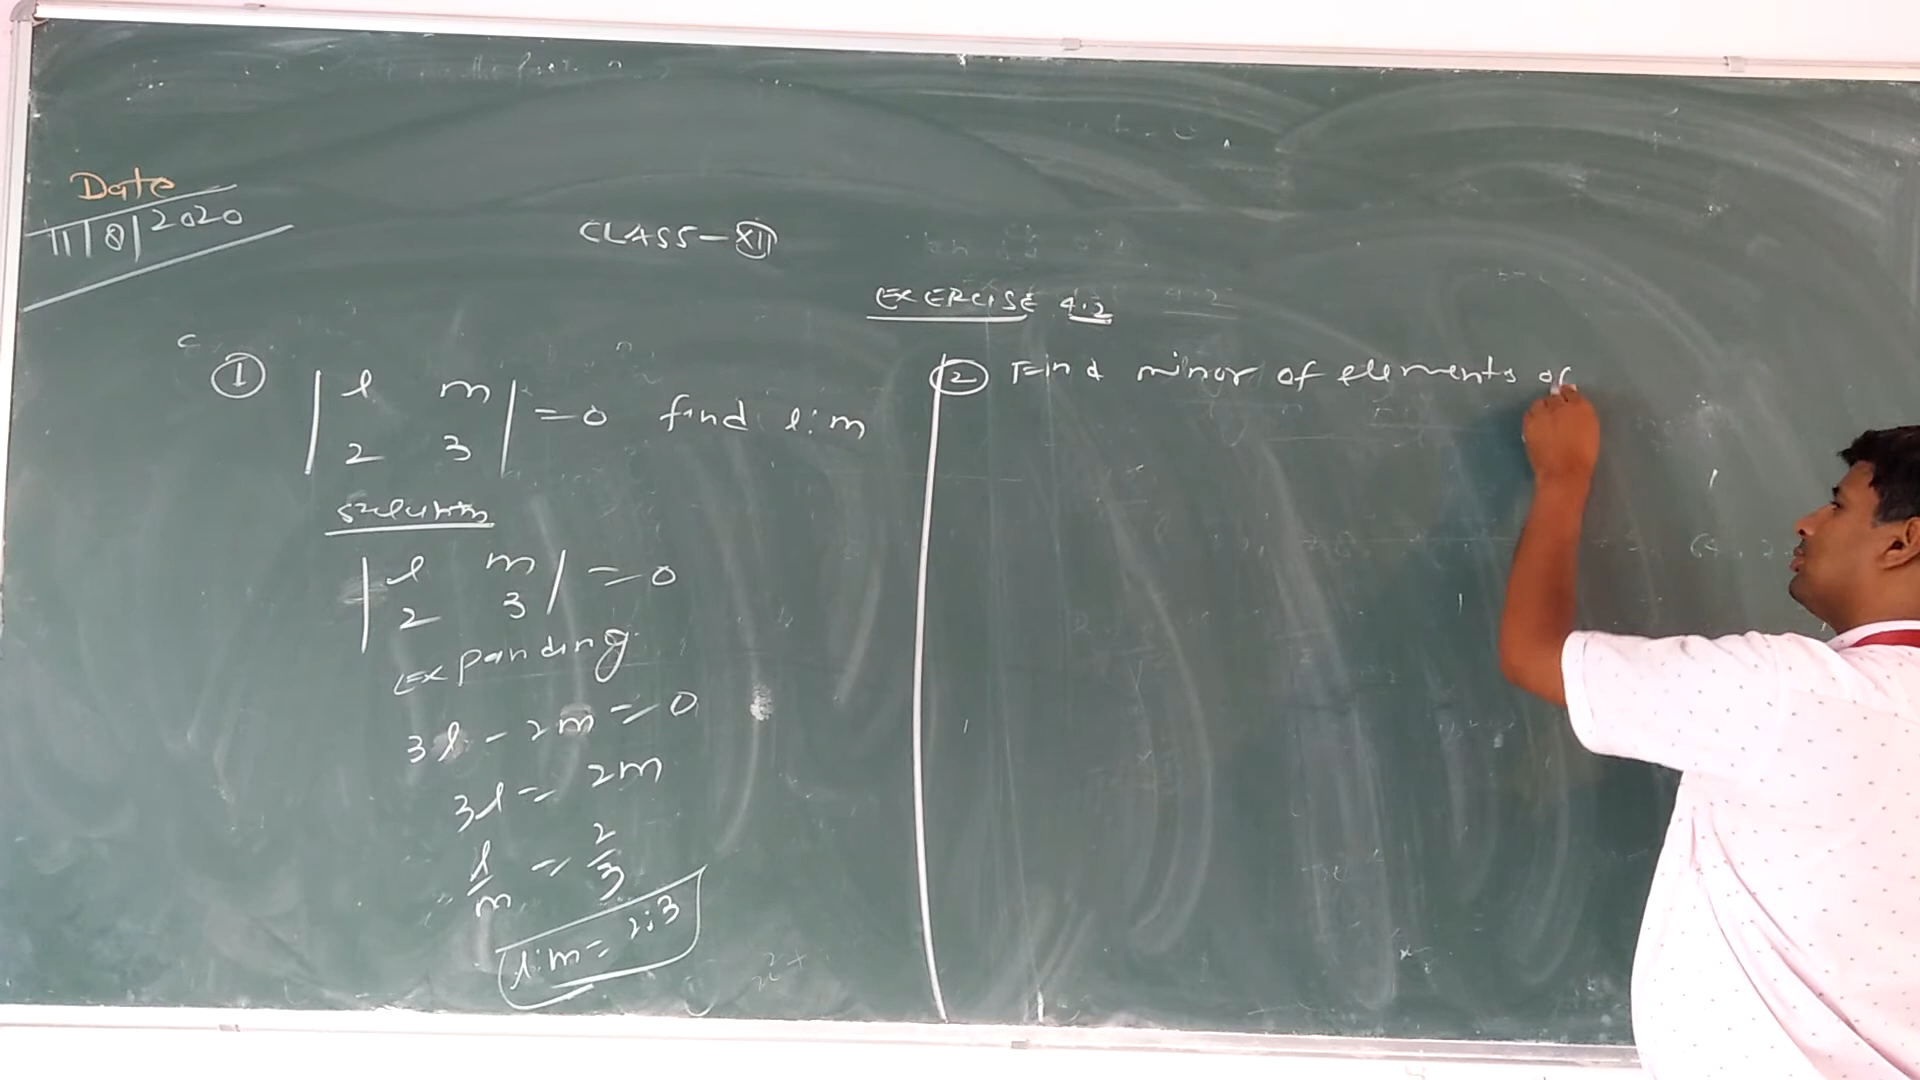 Date
11/8/2020
CLASS-XII
EXERCISE 4.2
① | l m | = 0 find l:m
| 2 3 |
solution
| l m | = 0
| 2 3 |
Expanding
3l - 2m = 0
3l = 2m
l/m = 2/3
l:m = 2:3
② Find minor of elements of